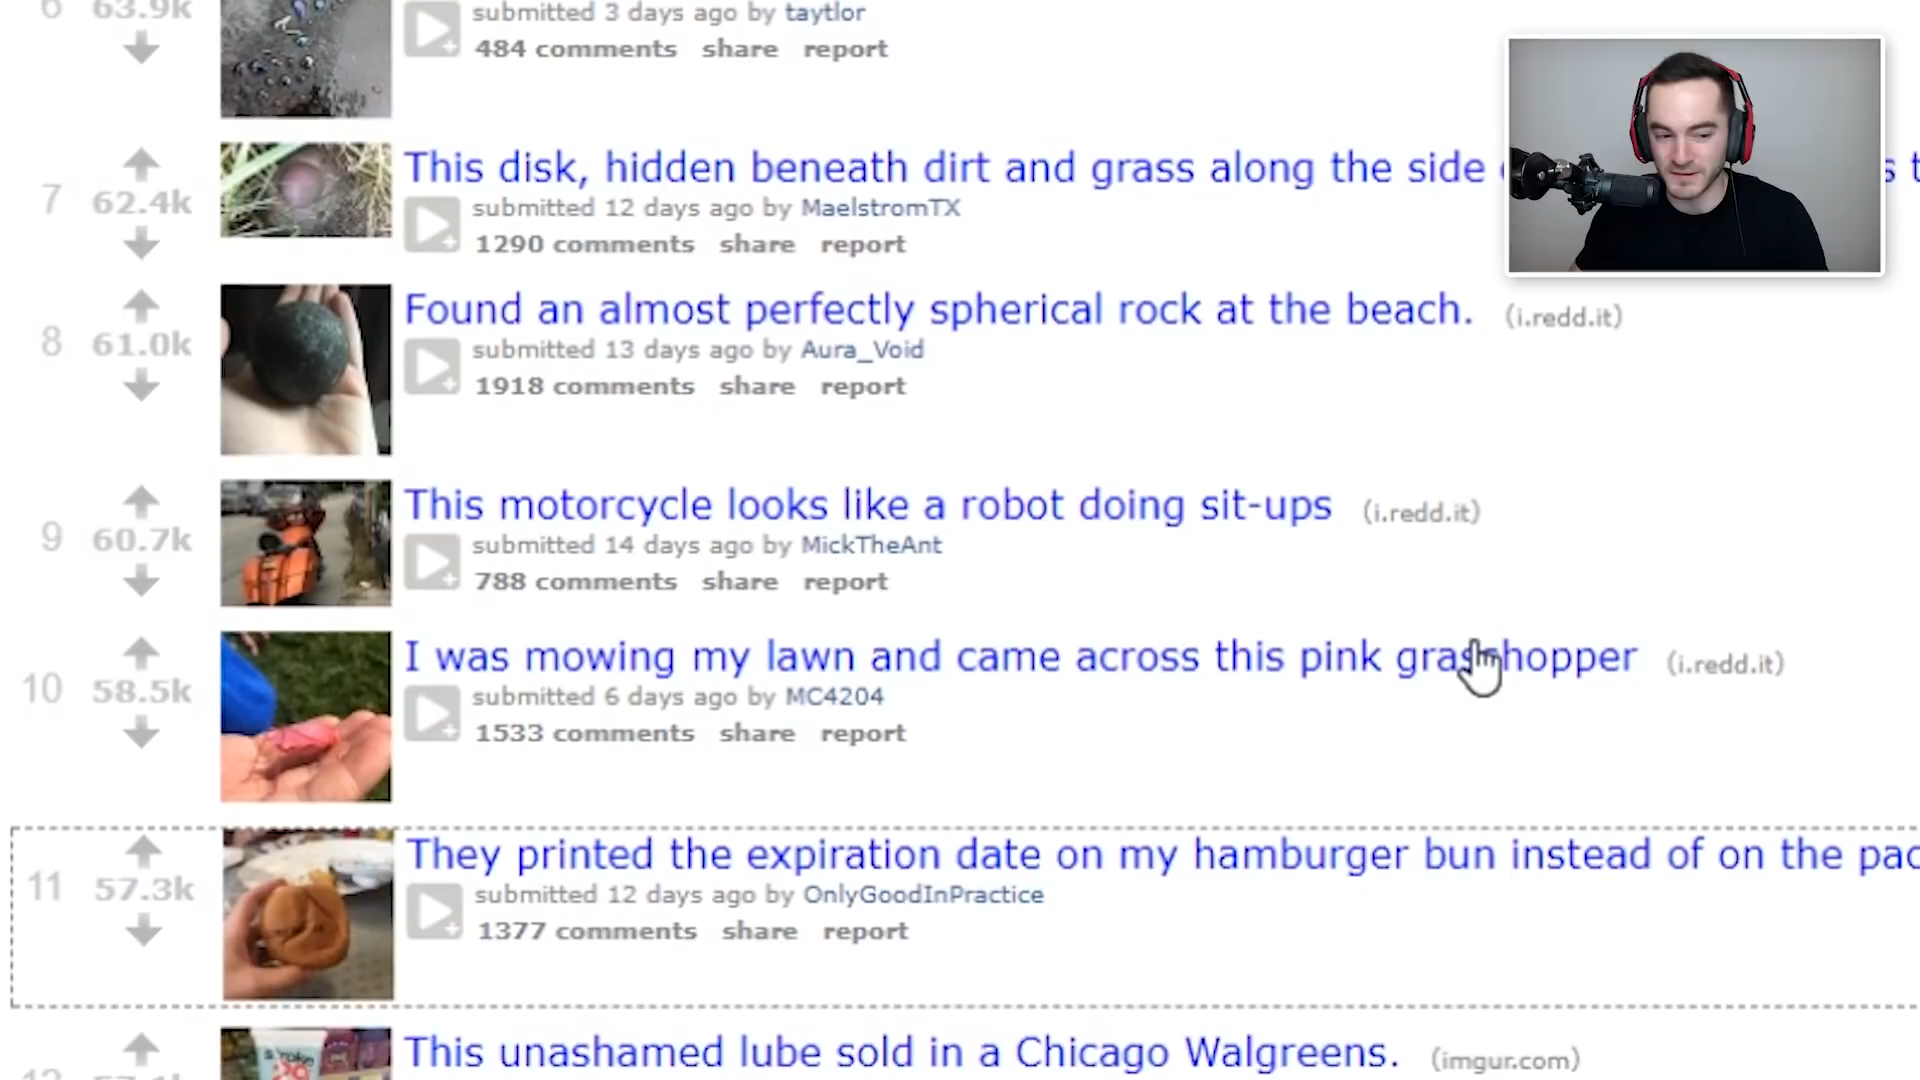 6 63.9k
submitted 3 days ago by taytlor
484 comments share report
This disk, hidden beneath dirt and grass along the side
7 62.4k
submitted 12 days ago by MaelstromTX
1290 comments share report
Found an almost perfectly spherical rock at the beach. (i.redd.it)
8 61.0k
submitted 13 days ago by Aura_Void
1918 comments share report
This motorcycle looks like a robot doing sit-ups (i.redd.it)
9 60.7k
submitted 14 days ago by MickTheAnt
788 comments share report
I was mowing my lawn and came across this pink grasshopper (i.redd.it)
10 58.5k
submitted 6 days ago by MC4204
1533 comments share report
They printed the expiration date on my hamburger bun instead of on the pac
11 57.3k
submitted 12 days ago by OnlyGoodInPractice
1377 comments share report
This unashamed lube sold in a Chicago Walgreens. (imgur.com)